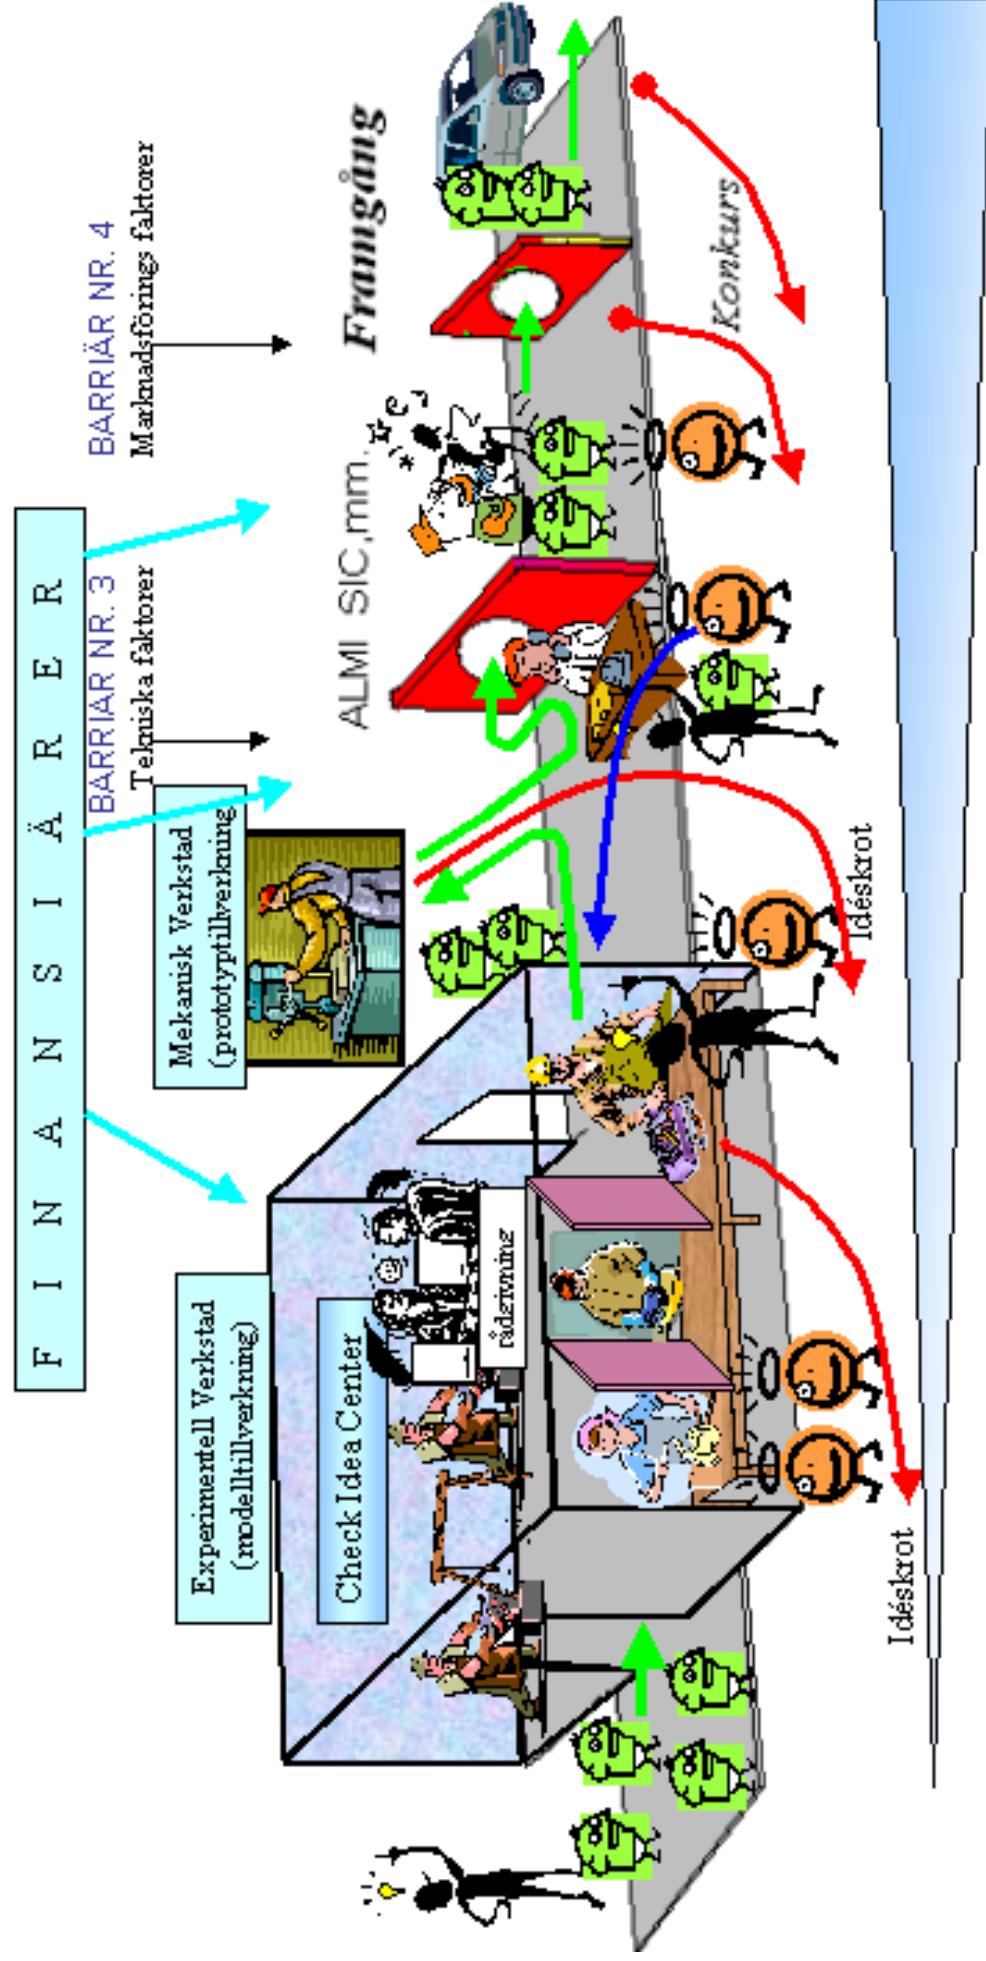 F I N A N S I Ä R E R
BARRIÄR NR. 3
Tekniska faktorer
BARRIÄR NR. 4
Marknadsförings faktorer
Experimentell Verkstad
(modelltillverkning)
Mekanisk Verkstad
(prototyptillverkning)
Check Idea Center
rådgivning
ALMI SIC,mm.
Framgång
Idéskrot
Idéskrot
Konkurs